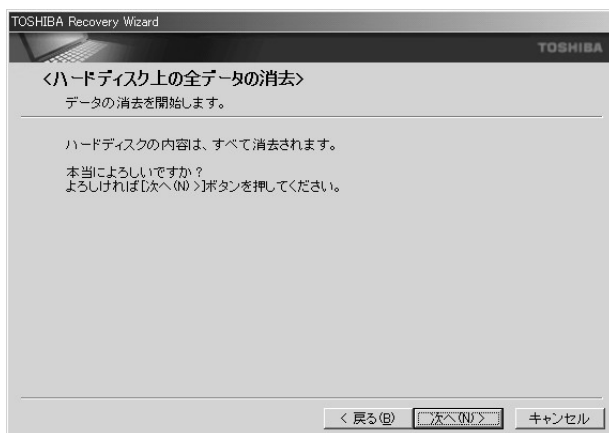 TOSHIBA Recovery Wizard
TOSHIBA
<ハードディスク上の全データの消去>
データの消去を開始します。
ハードディスクの内容は、すべて消去されます。
本当によろしいですか？
よろしければ[次へ(N) >]ボタンを押してください。
< 戻る(B)
次へ(N) >
キャンセル